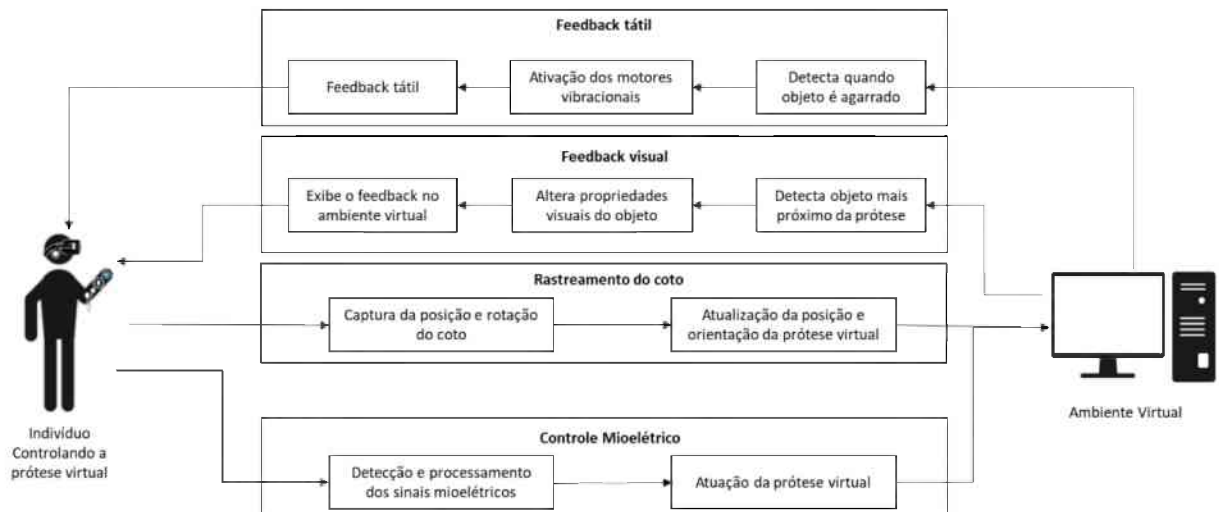 Feedback tátil
Feedback tátil
Ativação dos motores
vibracionais
Detecta quando
objeto é agarrado
Feedback visual
Exibe o feedback no
ambiente virtual
Altera propriedades
visuais do objeto
Detecta objeto mais
próximo da prótese
Rastreamento do coto
Captura da posição e rotação
do coto
Atualização da posição e
orientação da prótese virtual
Indivíduo
Controlando a
prótese virtual
Ambiente Virtual
Controle Mioelétrico
Detecção e processamento
dos sinais mioelétricos
Atuação da prótese virtual